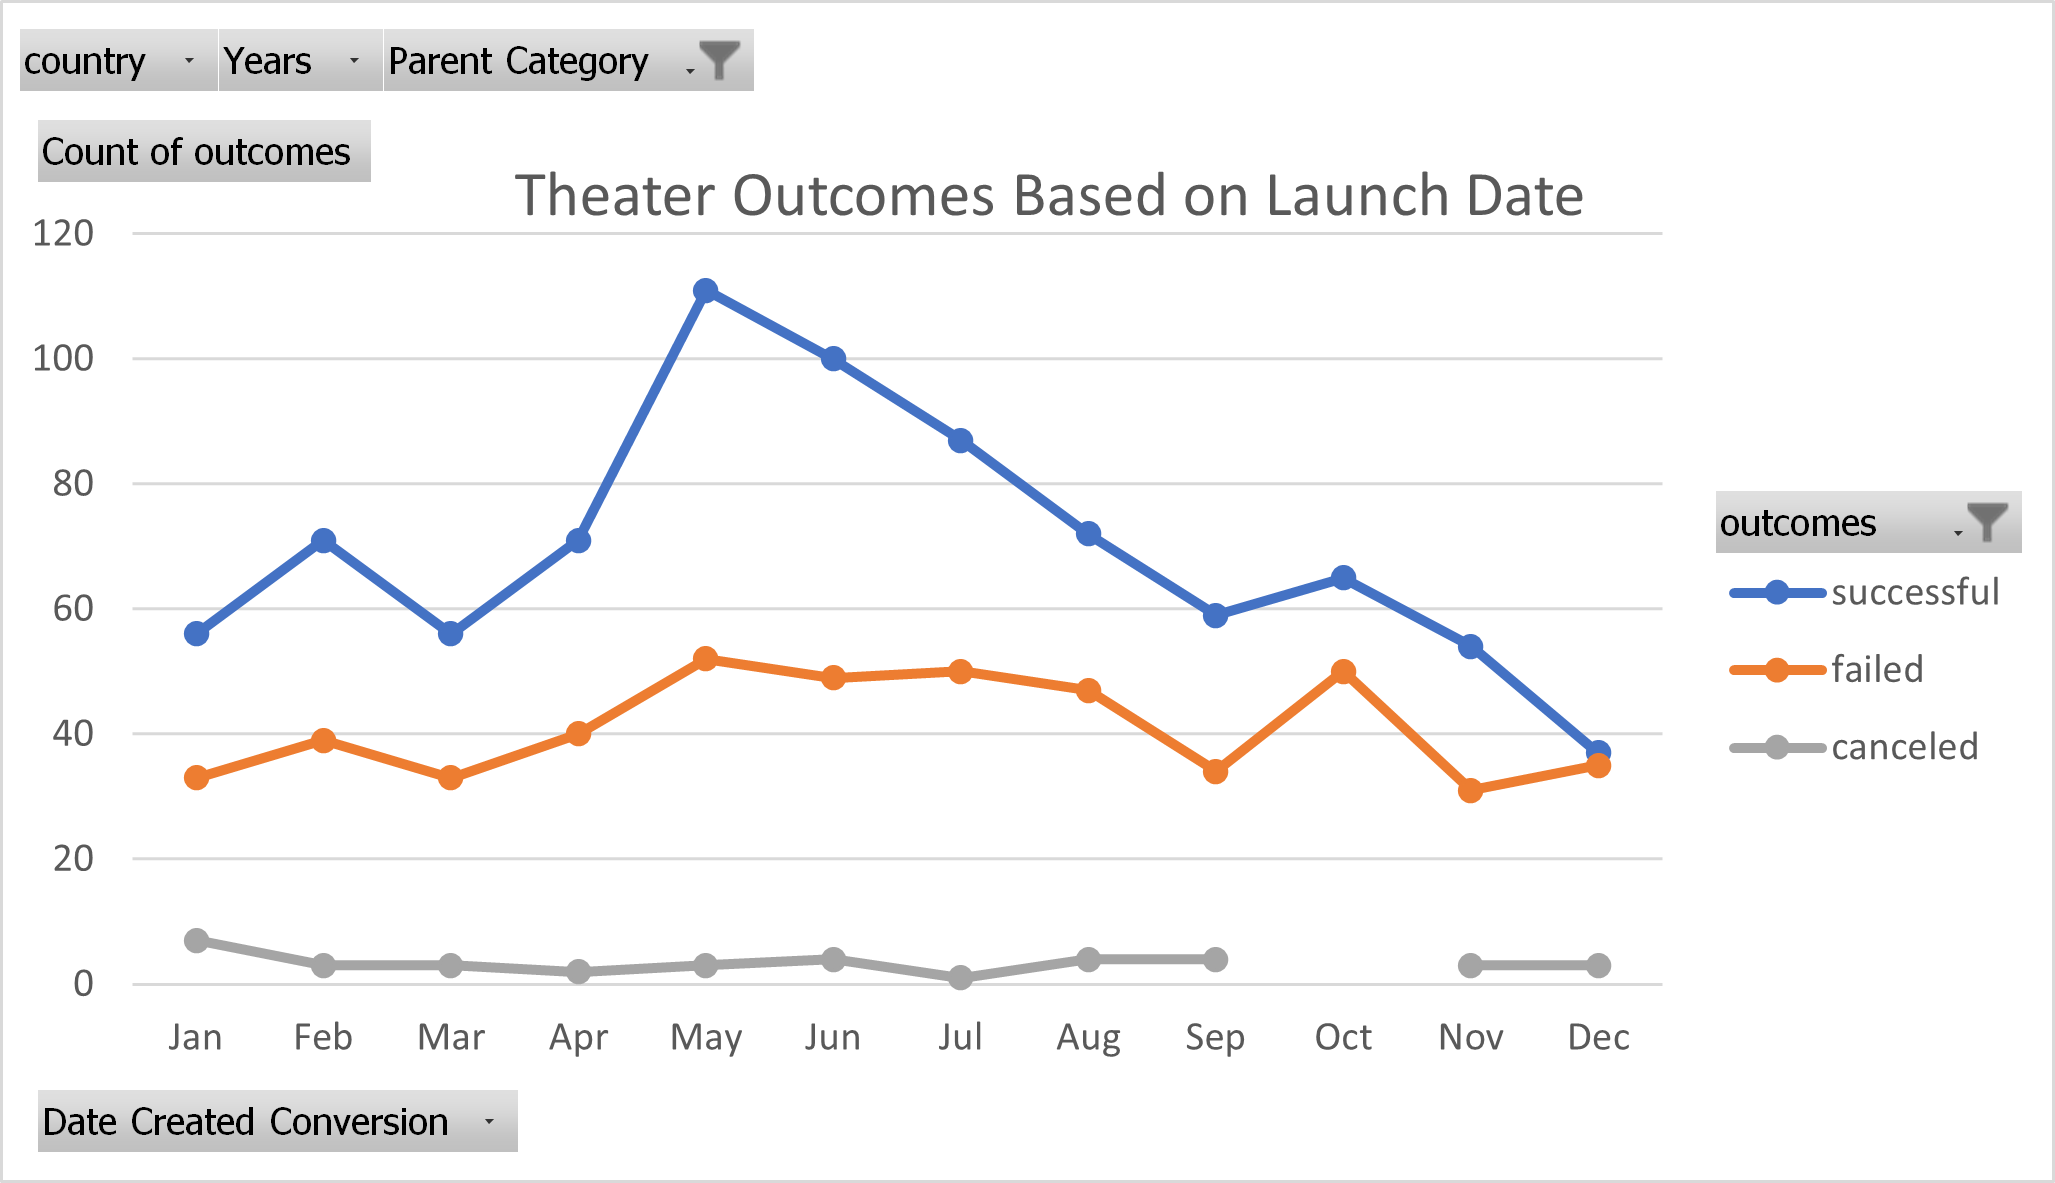 country Years Parent Category
Count of outcomes
Theater Outcomes Based on Launch Date
120
100
80
60
40
20
0
Jan Feb Mar Apr May Jun Jul Aug Sep Oct Nov Dec
outcomes
successful
failed
canceled
Date Created Conversion